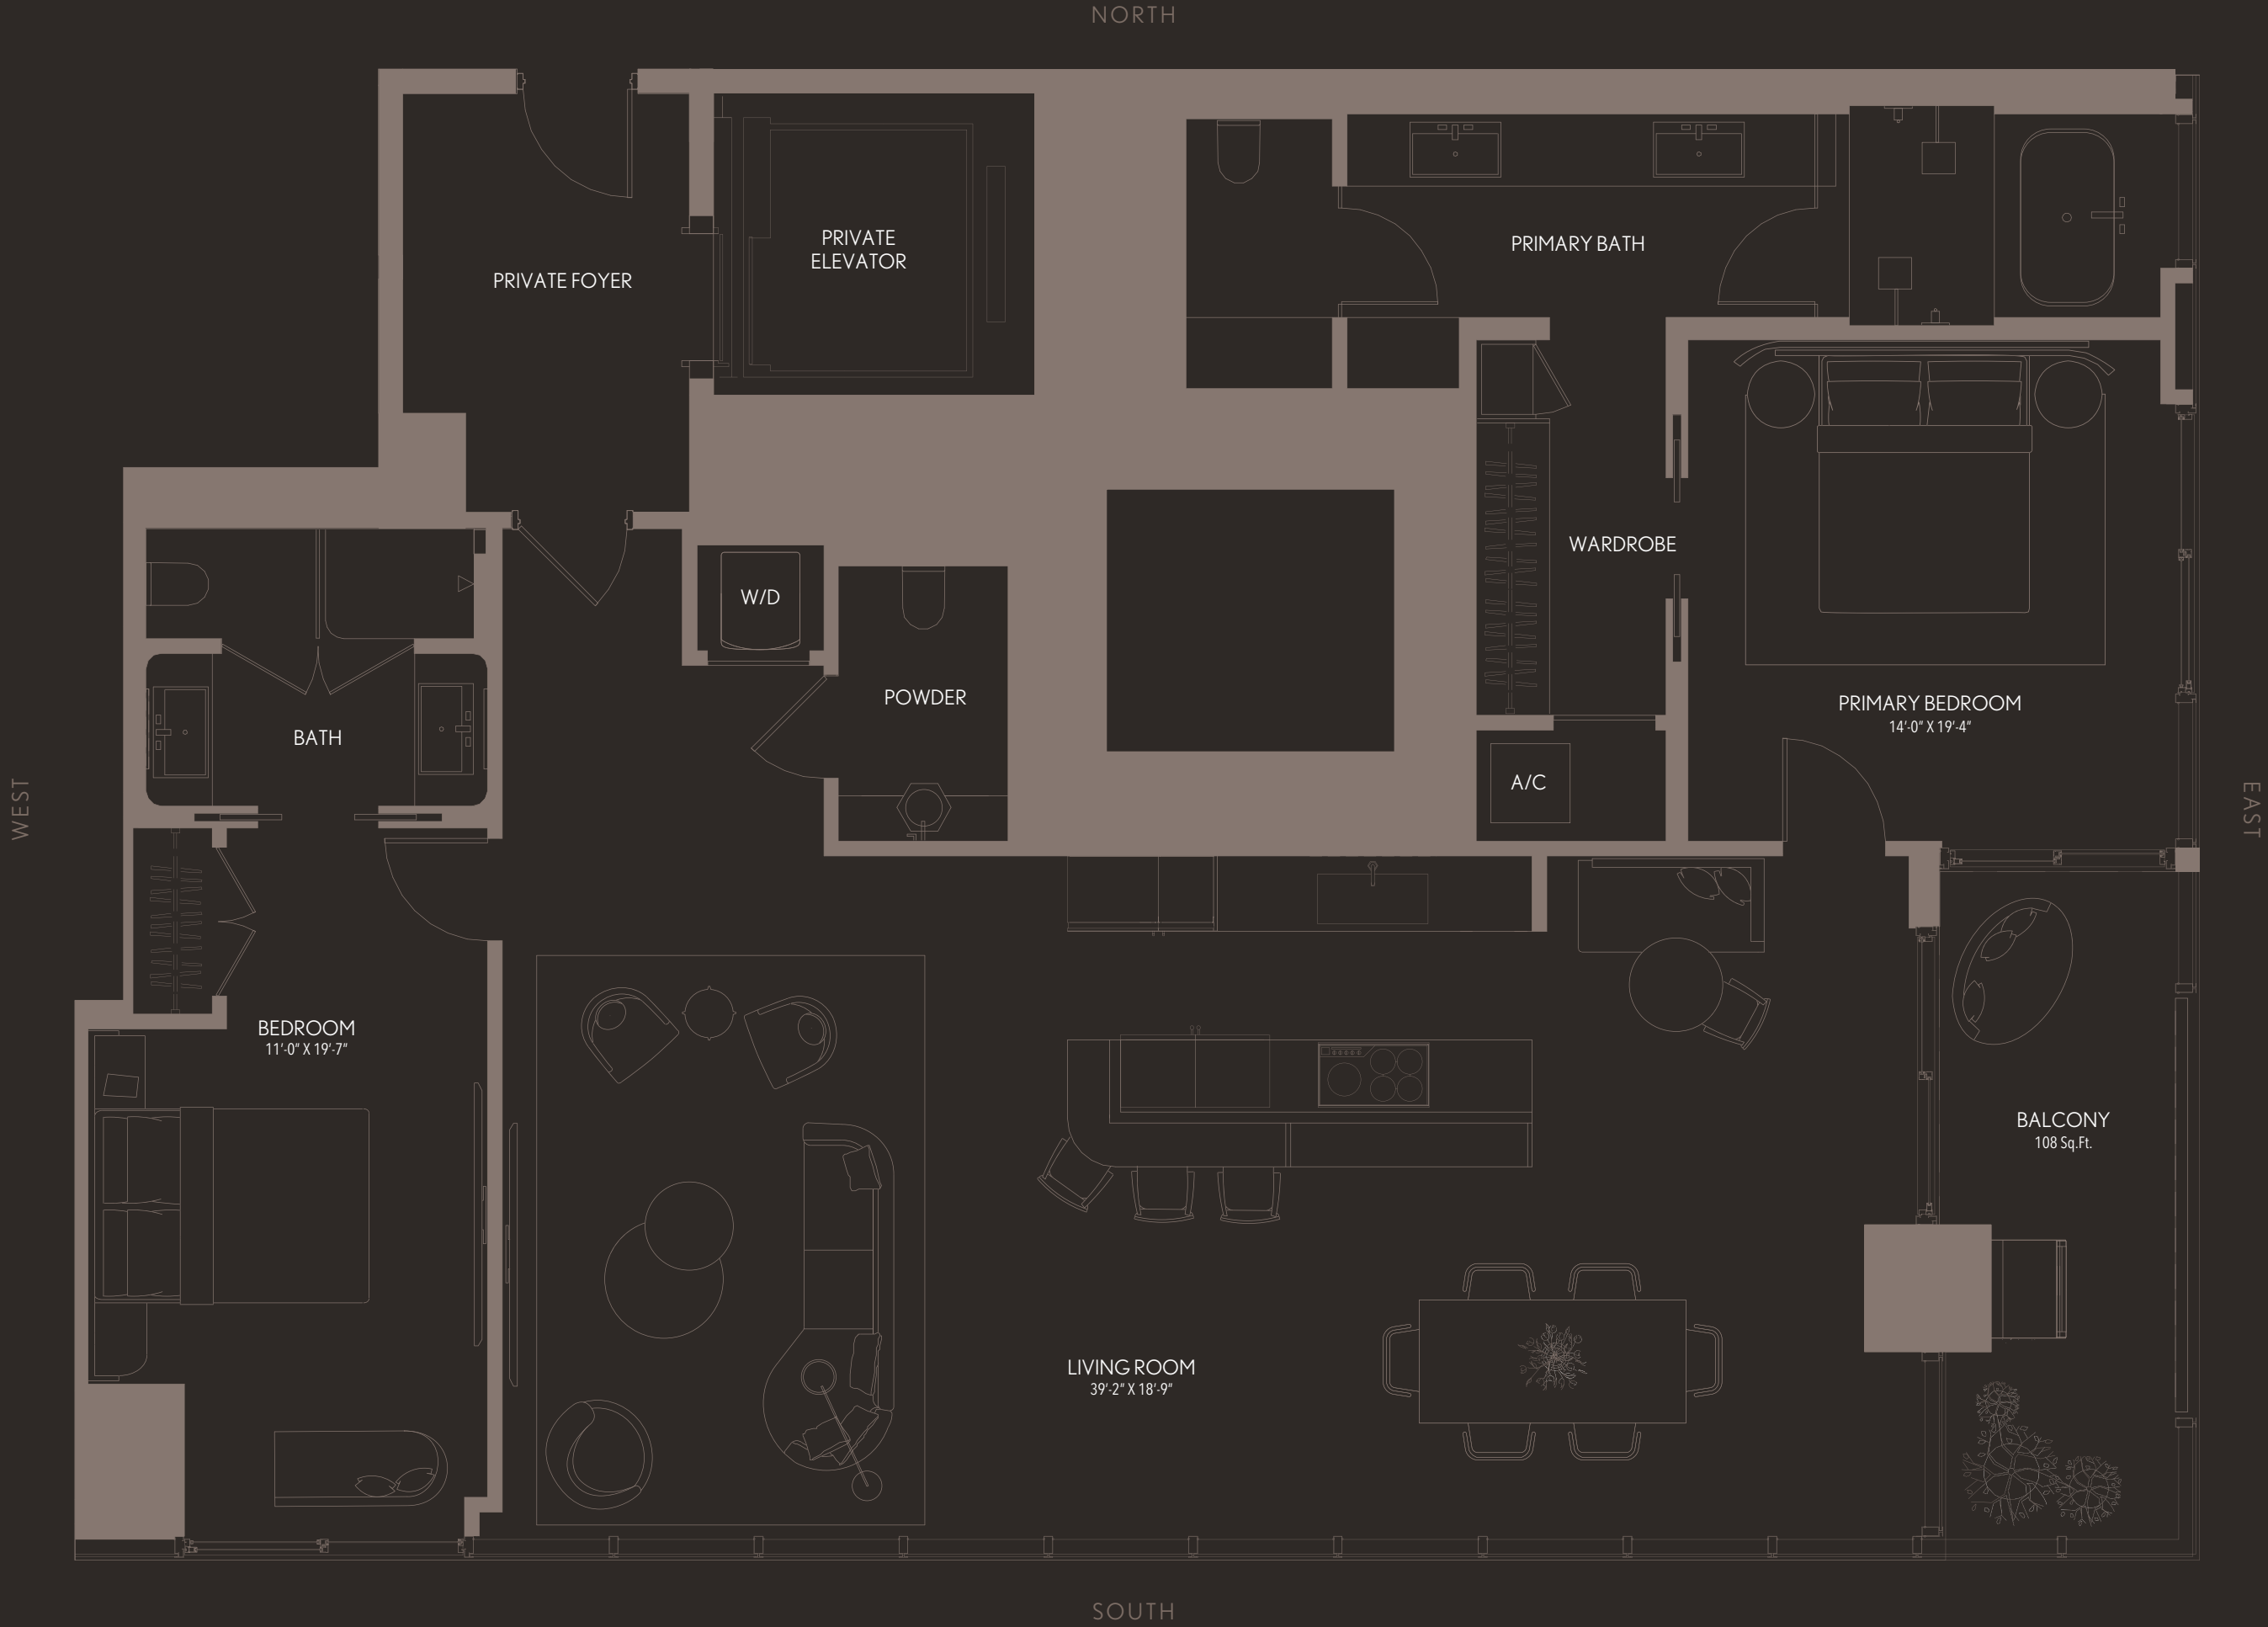 NORTH
PRIVATE
ELEVATOR
PRIMARY BATH
PRIVATE FOYER
WARDROBE
W/D
POWDER
PRIMARY BEDROOM
14'-0" X 19'-4"
BATH
A/C
WEST
EAST
BEDROOM
11'-0" X 19'-7"
BALCONY
108 Sq.Ft.
LIVING ROOM
39'-2" X 18'-9"
SOUTH